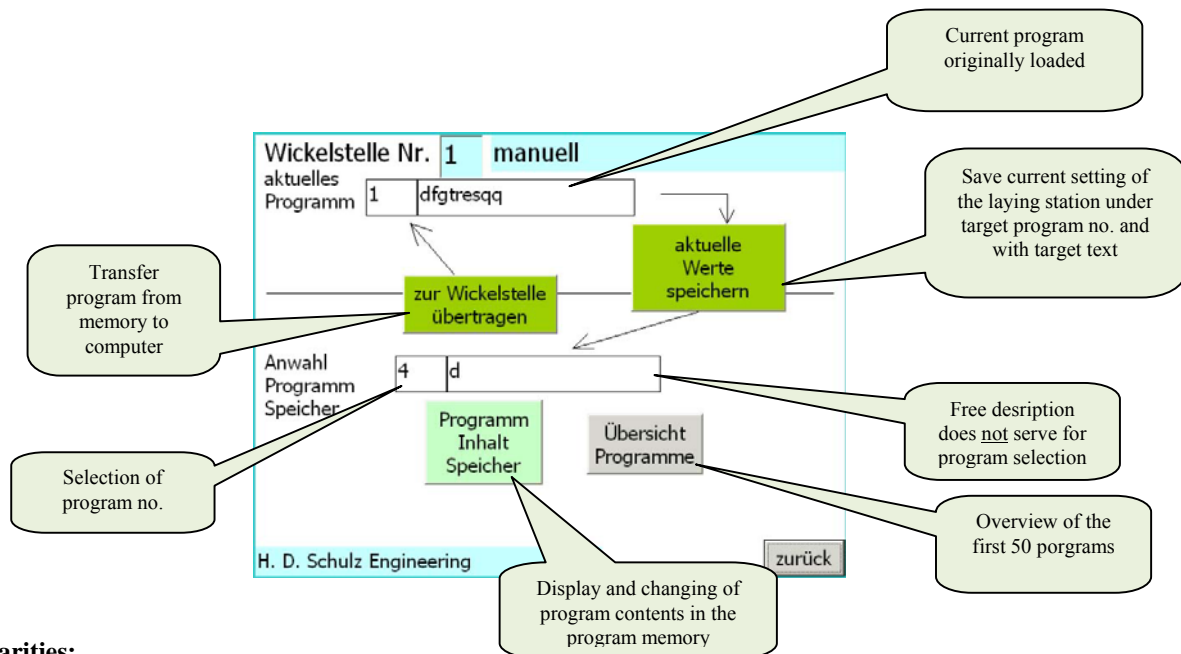 Current program
originally loaded
Wickelstelle Nr. 1 manuell
aktuelles
Programm 1 dfgtresqq
Save current setting of
the laying station under
target program no. and
with target text
aktuelle
Werte
speichern
Transfer
program from
memory to
computer
zur Wickelstelle
übertragen
Anwahl
Programm
Speicher
4 d
Free desription
does not serve for
program selection
Programm
Inhalt
Speicher
Übersicht
Programme
Selection of
program no.
Overview of the
first 50 porgrams
H. D. Schulz Engineering
zurück
Display and changing of
program contents in the
program memory
arities: